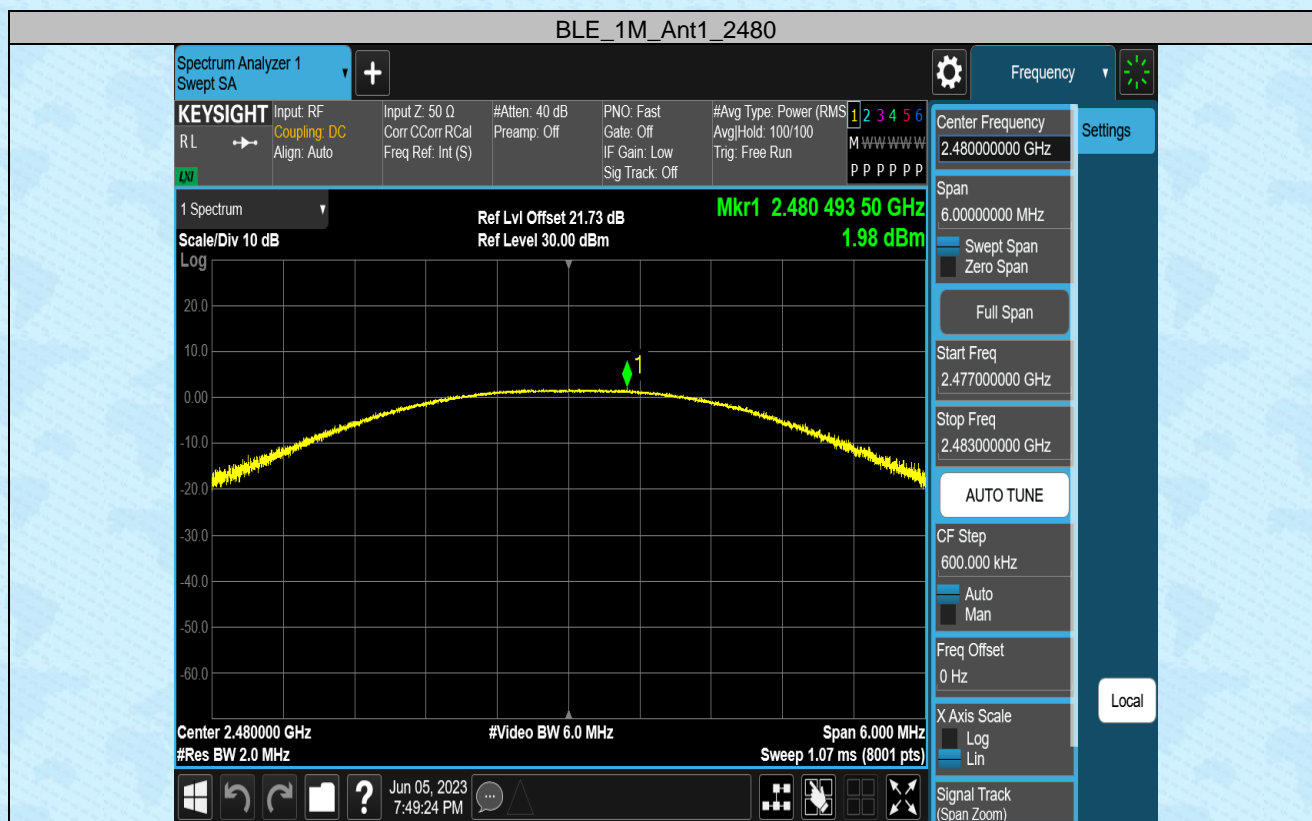 BLE_1M_Ant1_2480
Spectrum Analyzer 1
Swept SA
Frequency
KEYSIGHT
R L
LXI
Input: RF
Coupling: DC
Align: Auto
Input Z: 50 Ω
Corr CCorr RCal
Freq Ref: Int (S)
#Atten: 40 dB
Preamp: Off
PNO: Fast
Gate: Off
IF Gain: Low
Sig Track: Off
#Avg Type: Power (RMS
Avg|Hold: 100/100
Trig: Free Run
1 2 3 4 5 6
M W W W W W
P P P P P P
1 Spectrum
Scale/Div 10 dB
Log
Ref Lvl Offset 21.73 dB
Ref Level 30.00 dBm
Mkr1 2.480 493 50 GHz
1.98 dBm
20.0
10.0
0.00
-10.0
-20.0
-30.0
-40.0
-50.0
-60.0
1
Center 2.480000 GHz
#Res BW 2.0 MHz
#Video BW 6.0 MHz
Span 6.000 MHz
Sweep 1.07 ms (8001 pts)
Center Frequency
2.480000000 GHz
Span
6.00000000 MHz
Swept Span
Zero Span
Full Span
Start Freq
2.477000000 GHz
Stop Freq
2.483000000 GHz
AUTO TUNE
CF Step
600.000 kHz
Auto
Man
Freq Offset
0 Hz
X Axis Scale
Log
Lin
Signal Track
(Span Zoom)
Settings
Local
?
Jun 05, 2023
7:49:24 PM